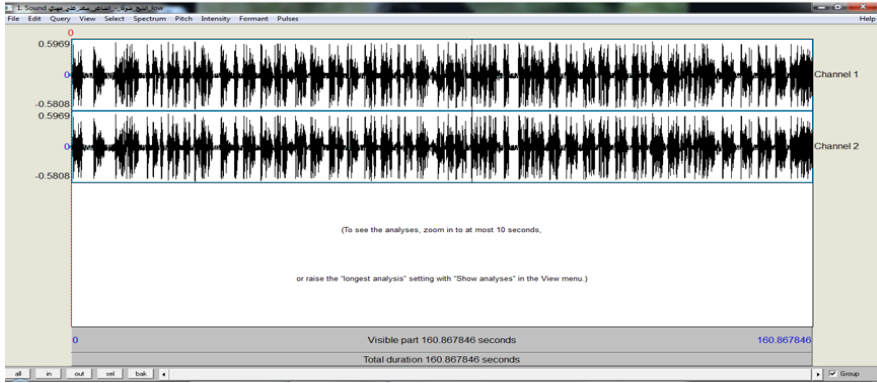 1. Sound الشاعر_سعد_علي_مهدي_low
File Edit Query View Select Spectrum Pitch Intensity Formant Pulses Help
0
0.5969
0
-0.5808
Channel 1
0.5969
0
-0.5808
Channel 2
(To see the analyses, zoom in to at most 10 seconds,
or raise the "longest analysis" setting with "Show analyses" in the View menu.)
0 Visible part 160.867846 seconds 160.867846
Total duration 160.867846 seconds
all in out sel bak Group